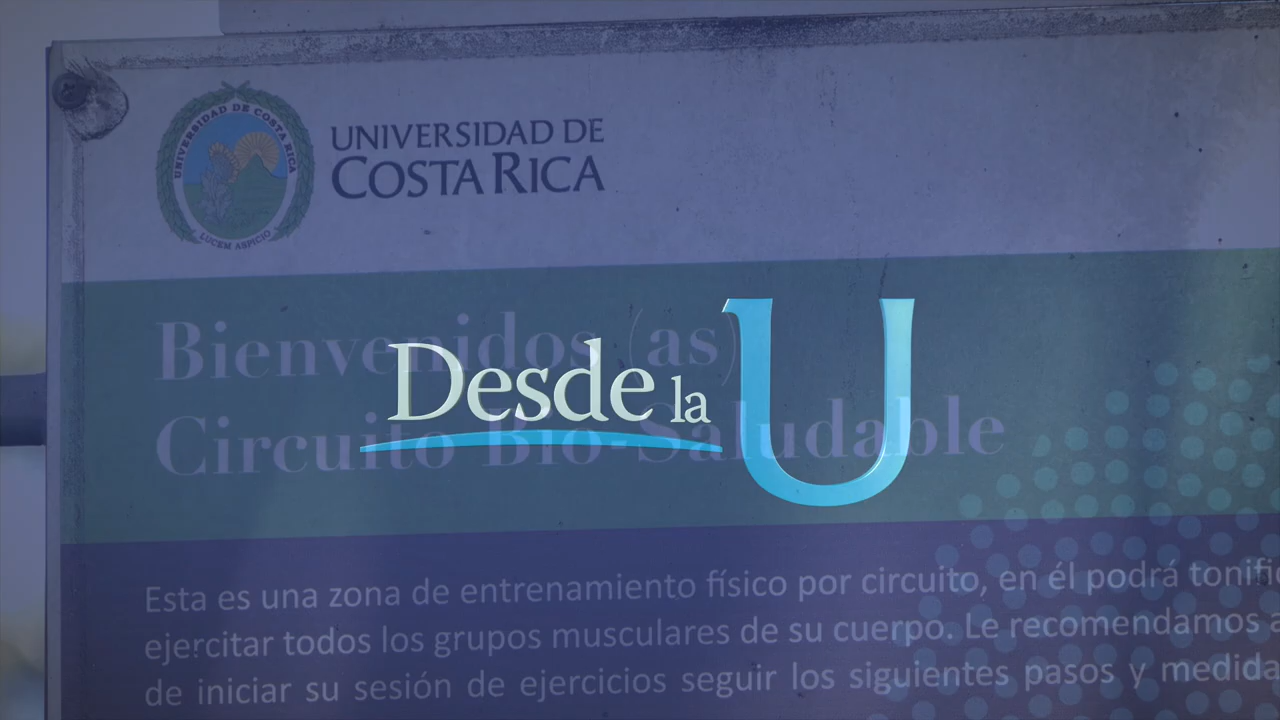 UNIVERSIDAD DE COSTA RICA
LUCEM ASPICIO
UNIVERSIDAD DE
COSTA RICA
Bienvenidos (as)
Desde la U
Circuito Bio-Saludable
Esta es una zona de entrenamiento físico por circuito, en él podrá tonifi
ejercitar todos los grupos musculares de su cuerpo. Le recomendamos a
de iniciar su sesión de ejercicios seguir los siguientes pasos y medida